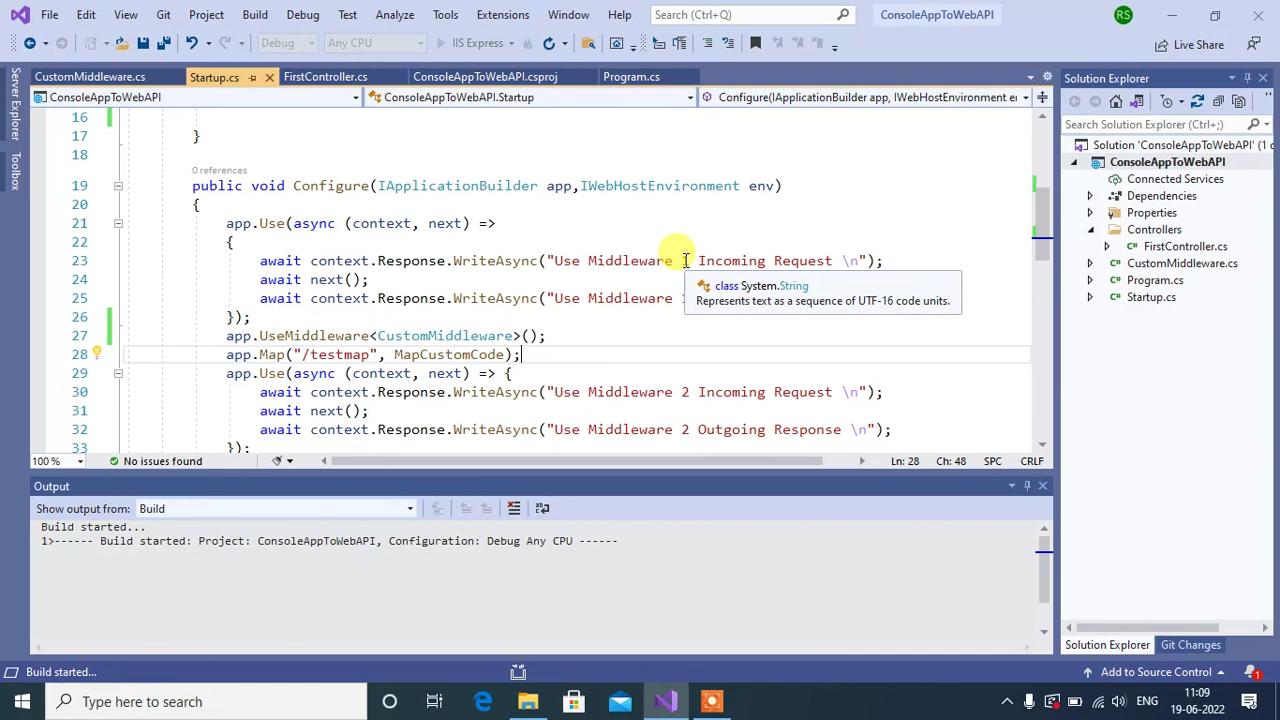 File Edit View Git Project Build Debug Test Analyze Tools Extensions Window Help Search (Ctrl+Q) ConsoleAppToWebAPI RS
Debug Any CPU IIS Express Live Share
CustomMiddleware.cs Startup.cs FirstController.cs ConsoleAppToWebAPI.csproj Program.cs
ConsoleAppToWebAPI ConsoleAppToWebAPI.Startup Configure(IApplicationBuilder app, IWebHostEnvironment en
Server Explorer
Toolbox
16
17 }
18
0 references
19 public void Configure(IApplicationBuilder app,IWebHostEnvironment env)
20 {
21 app.Use(async (context, next) =>
22 {
23 await context.Response.WriteAsync("Use Middleware 1 Incoming Request \n");
24 await next();
25 await context.Response.WriteAsync("Use Middleware 1
class System.String
Represents text as a sequence of UTF-16 code units.
26 });
27 app.UseMiddleware<CustomMiddleware>();
28 app.Map("/testmap", MapCustomCode);
29 app.Use(async (context, next) => {
30 await context.Response.WriteAsync("Use Middleware 2 Incoming Request \n");
31 await next();
32 await context.Response.WriteAsync("Use Middleware 2 Outgoing Response \n");
33 });
100 % No issues found Ln: 28 Ch: 48 SPC CRLF
Output
Show output from: Build
Build started...
1>------ Build started: Project: ConsoleAppToWebAPI, Configuration: Debug Any CPU ------
Solution Explorer
Search Solution Explorer (Ctrl+;)
Solution 'ConsoleAppToWebAPI' (1 o
ConsoleAppToWebAPI
Connected Services
Dependencies
Properties
Controllers
FirstController.cs
CustomMiddleware.cs
Program.cs
Startup.cs
Solution Explorer Git Changes
Build started... Add to Source Control 1
Type here to search ENG 11:09
19-06-2022